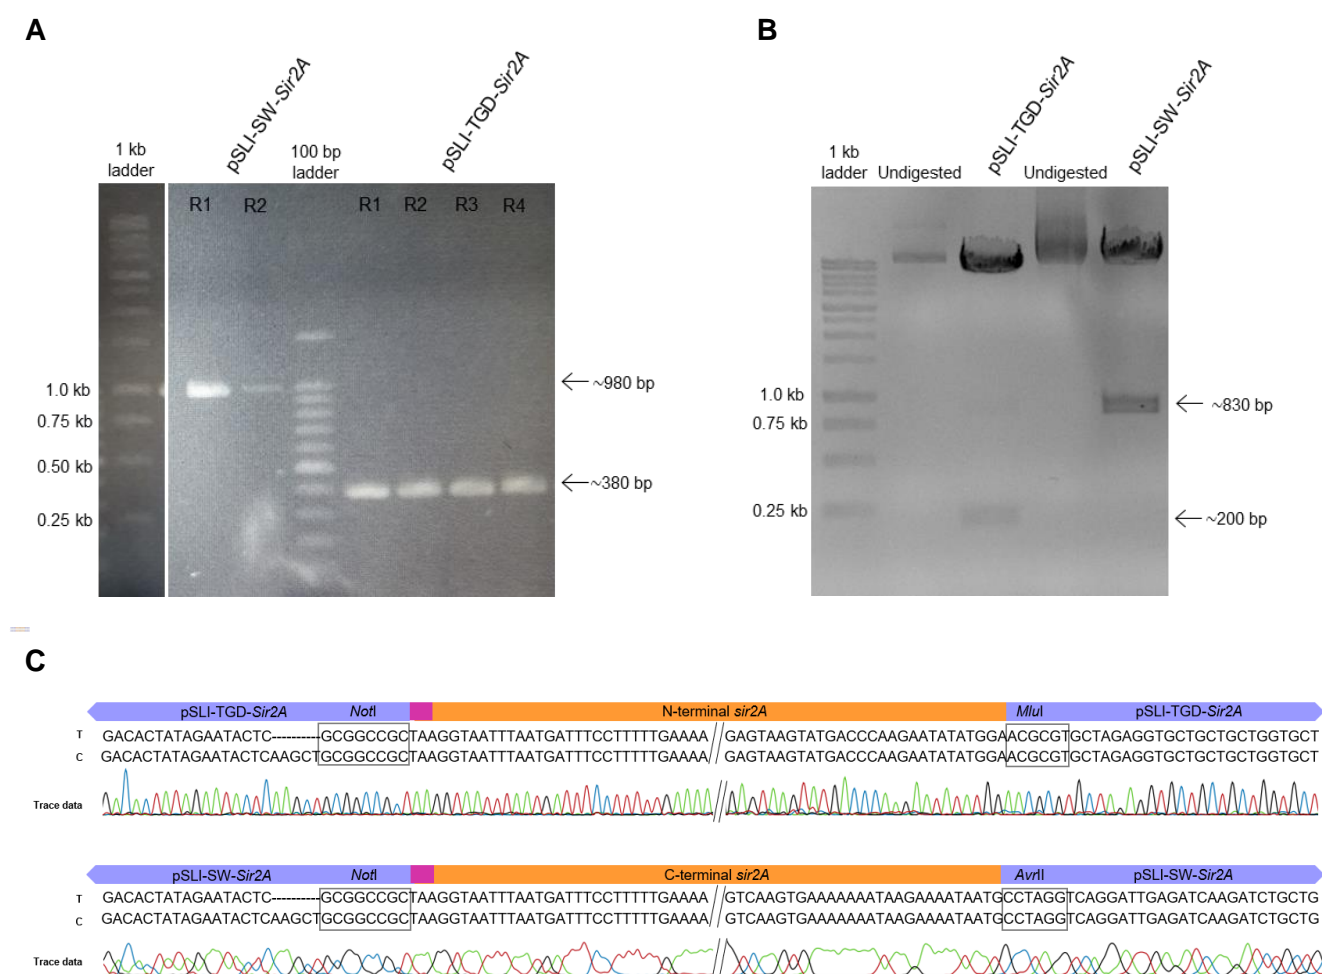 A
B
pSLI-SW-Sir2A
pSLI-TGD-Sir2A
pSLI-TGD-Sir2A
pSLI-SW-Sir2A
1 kb
ladder
100 bp
ladder
1 kb
ladder
Undigested
Undigested
R1
R2
R1
R2
R3
R4
1.0 kb
0.75 kb
0.50 kb
0.25 kb
~980 bp
~380 bp
1.0 kb
0.75 kb
0.25 kb
~830 bp
~200 bp
C
pSLI-TGD-Sir2A NotI N-terminal sir2A MluI pSLI-TGD-Sir2A
T GACACTATAGAATACTC----------GCGGCCGCTAAGGTAATTTAATGATTTCCTTTTTGAAAA // GAGTAAGTATGACCCAAGAATATATGGAACGCGTGCTAGAGGTGCTGCTGCTGGTGCT
C GACACTATAGAATACTCAAGCTGCGGCCGCTAAGGTAATTTAATGATTTCCTTTTTGAAAA // GAGTAAGTATGACCCAAGAATATATGGAACGCGTGCTAGAGGTGCTGCTGCTGGTGCT
Trace data
pSLI-SW-Sir2A NotI C-terminal sir2A AvrII pSLI-SW-Sir2A
T GACACTATAGAATACTC----------GCGGCCGCTAAGGTAATTTAATGATTTCCTTTTTGAAAA // GTCAAGTGAAAAAAATAAGAAAATAATGCCTAGGTCAGGATTGAGATCAAGATCTGCTG
C GACACTATAGAATACTCAAGCTGCGGCCGCTAAGGTAATTTAATGATTTCCTTTTTGAAAA // GTCAAGTGAAAAAAATAAGAAAATAATGCCTAGGTCAGGATTGAGATCAAGATCTGCTG
Trace data